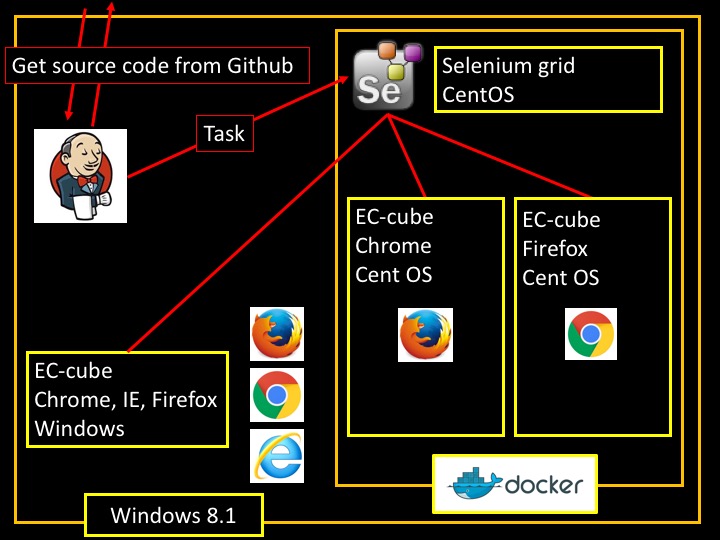 Get source code from Github
Se
Selenium grid
CentOS
Task
EC-cube
Chrome
Cent OS
EC-cube
Firefox
Cent OS
EC-cube
Chrome, IE, Firefox
Windows
docker
Windows 8.1